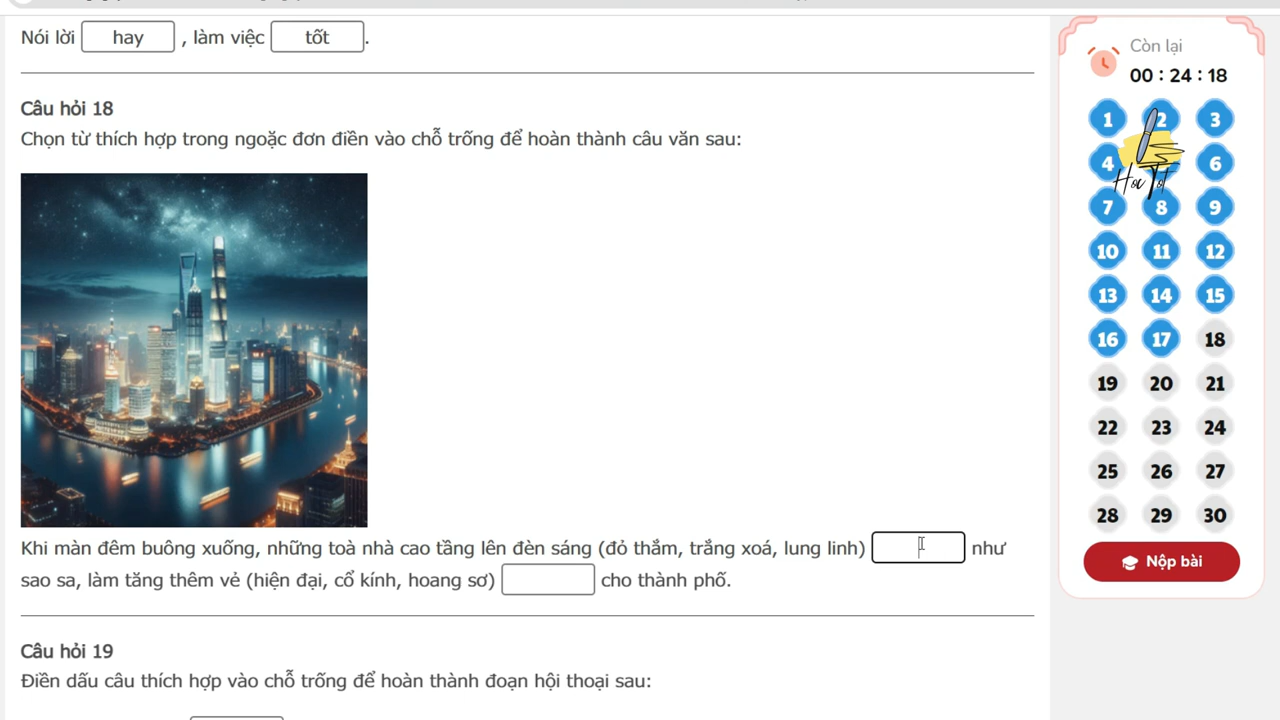 Nói lời hay , làm việc tốt .
Câu hỏi 18
Chọn từ thích hợp trong ngoặc đơn điền vào chỗ trống để hoàn thành câu văn sau:
Khi màn đêm buông xuống, những toà nhà cao tầng lên đèn sáng (đỏ thắm, trắng xoá, lung linh) như
sao sa, làm tăng thêm vẻ (hiện đại, cổ kính, hoang sơ) cho thành phố.
Câu hỏi 19
Điền dấu câu thích hợp vào chỗ trống để hoàn thành đoạn hội thoại sau:
Còn lại
00 : 24 : 18
1 2 3
4 6
Học Tốt
7 8 9
10 11 12
13 14 15
16 17 18
19 20 21
22 23 24
25 26 27
28 29 30
Nộp bài